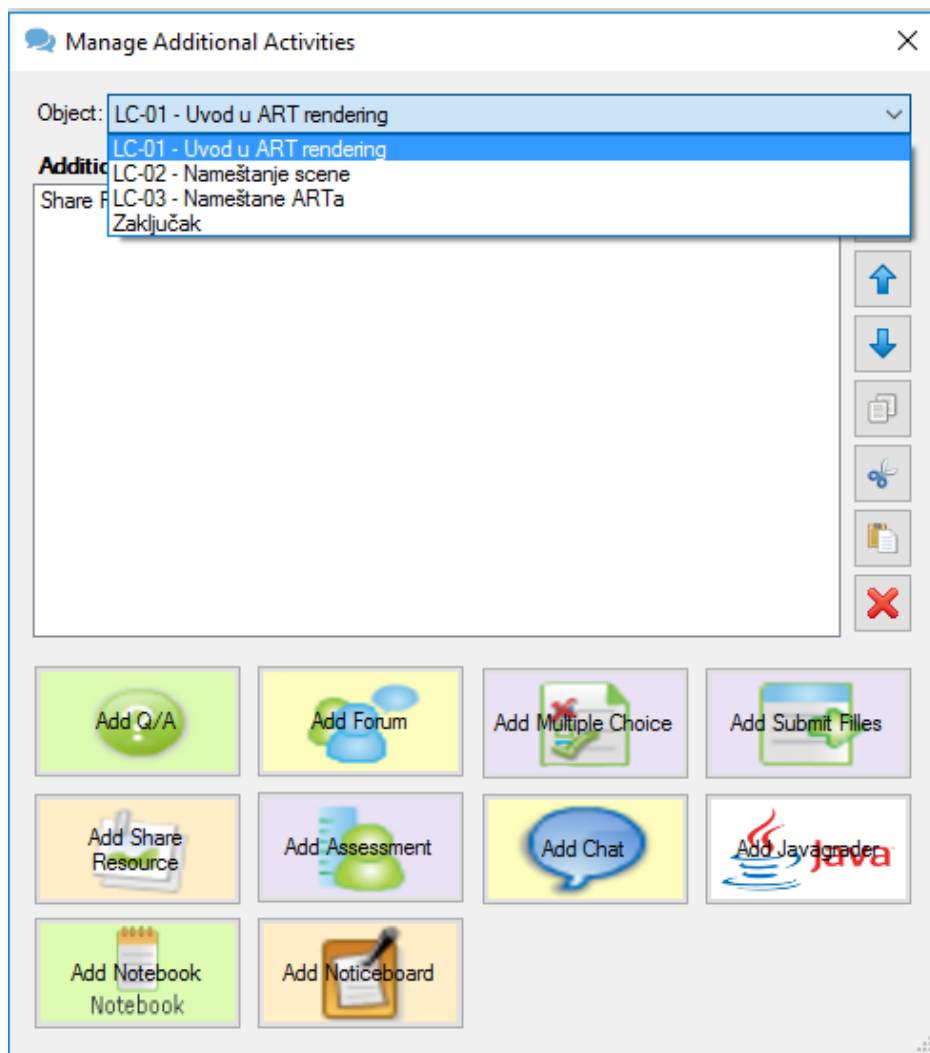 Manage Additional Activities
Object: LC-01 - Uvod u ART rendering
LC-01 - Uvod u ART rendering
LC-02 - Nameštanje scene
LC-03 - Nameštane ARTa
Zaključak
Share
Add Q/A
Add Forum
Add Multiple Choice
Add Submit Filles
Add Share
Resource
Add Assessment
Add Chat
Add Javagrader
Java
Add Notebook
Notebook
Add Noticeboard